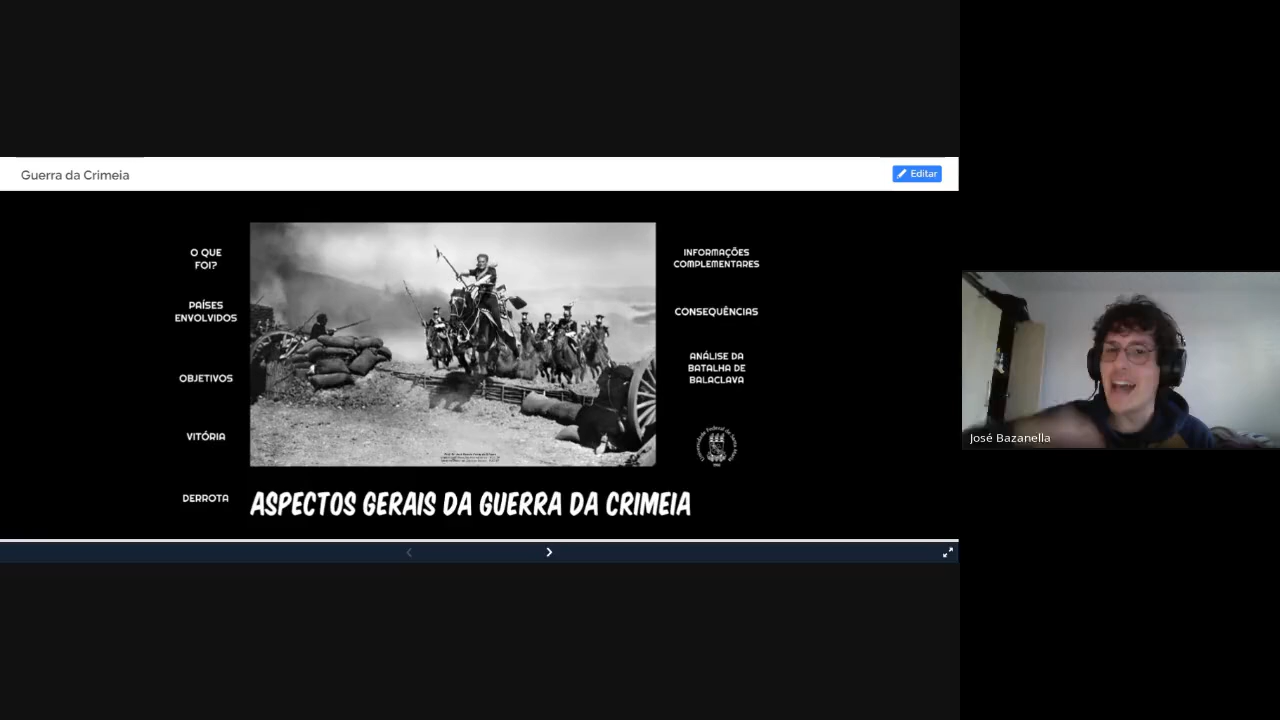 Guerra da Crimeia
Editar
O QUE
FOI?
PAÍSES
ENVOLVIDOS
OBJETIVOS
VITÓRIA
DERROTA
INFORMAÇÕES
COMPLEMENTARES
CONSEQUÊNCIAS
ANÁLISE DA
BATALHA DE
BALACLAVA
ASPECTOS GERAIS DA GUERRA DA CRIMEIA
José Bazanella